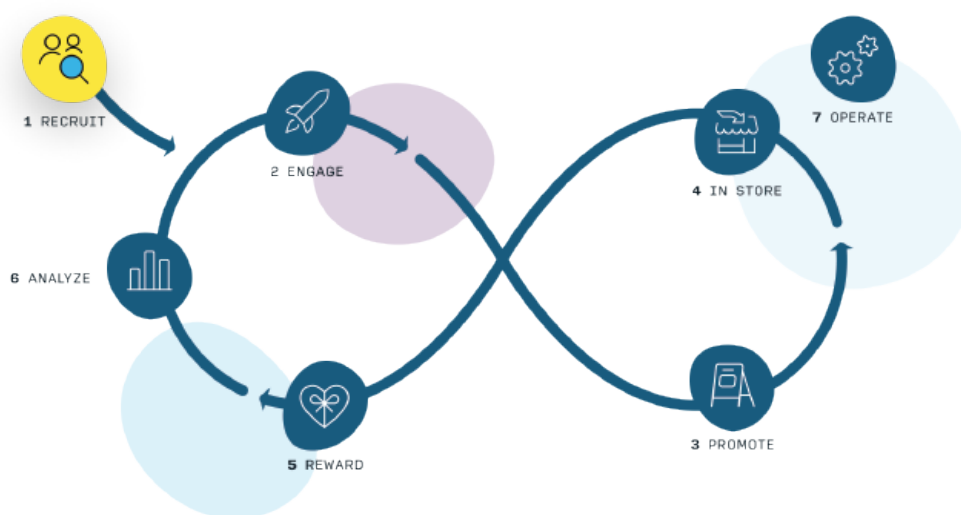 1 RECRUIT
2 ENGAGE
3 PROMOTE
4 IN STORE
5 REWARD
6 ANALYZE
7 OPERATE